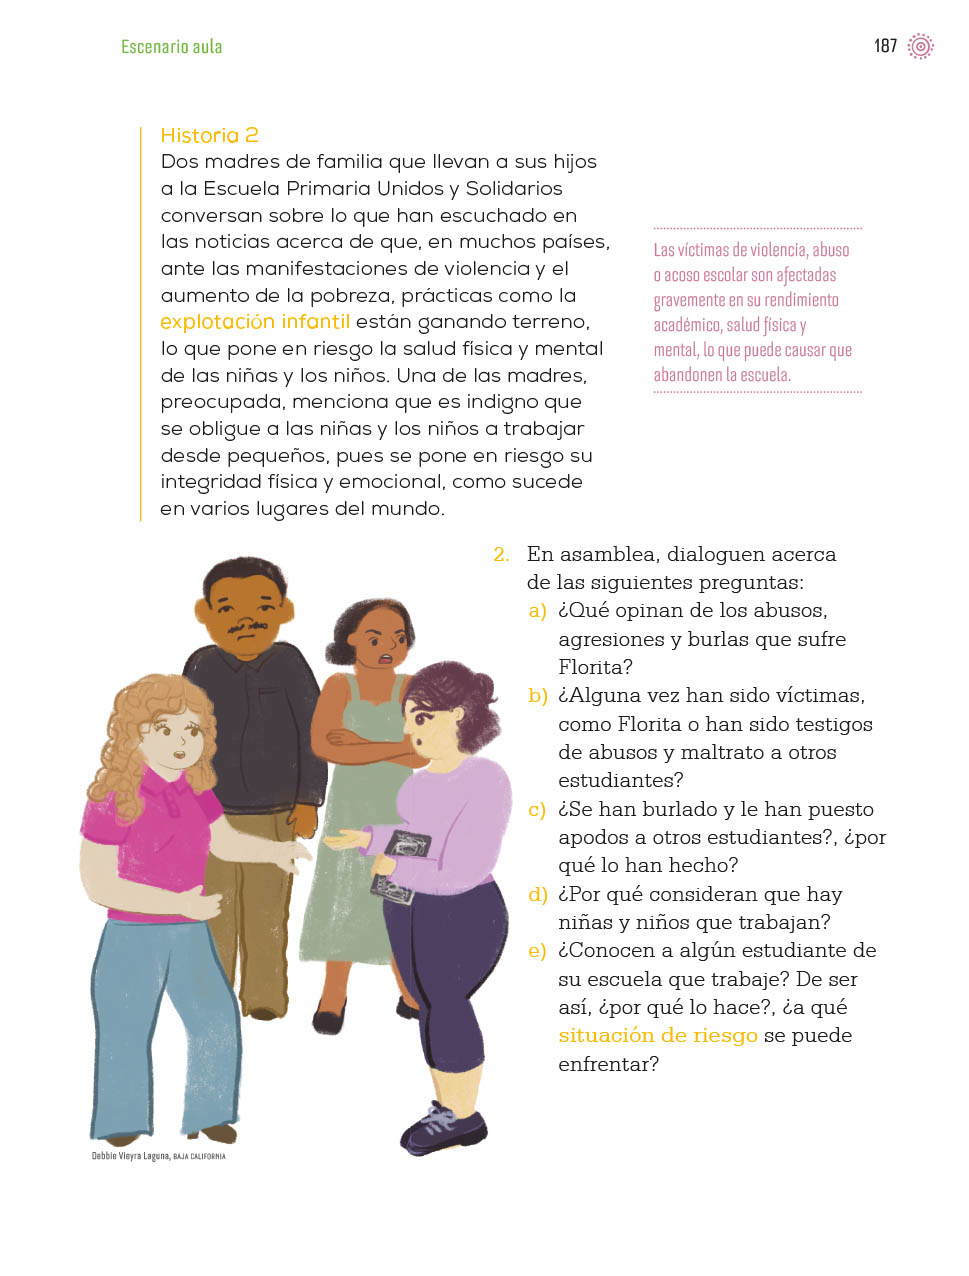 Escenario aula
187
Historia 2
Dos madres de familia que llevan a sus hijos
a la Escuela Primaria Unidos y Solidarios
conversan sobre lo que han escuchado en
las noticias acerca de que, en muchos países,
ante las manifestaciones de violencia y el
aumento de la pobreza, prácticas como la
explotación infantil están ganando terreno,
lo que pone en riesgo la salud física y mental
de las niñas y los niños. Una de las madres,
preocupada, menciona que es indigno que
se obligue a las niñas y los niños a trabajar
desde pequeños, pues se pone en riesgo su
integridad física y emocional, como sucede
en varios lugares del mundo.
Las víctimas de violencia, abuso
o acoso escolar son afectadas
gravemente en su rendimiento
académico, salud física y
mental, lo que puede causar que
abandonen la escuela.
2. En asamblea, dialoguen acerca
de las siguientes preguntas:
a) ¿Qué opinan de los abusos,
agresiones y burlas que sufre
Florita?
b) ¿Alguna vez han sido víctimas,
como Florita o han sido testigos
de abusos y maltrato a otros
estudiantes?
c) ¿Se han burlado y le han puesto
apodos a otros estudiantes?, ¿por
qué lo han hecho?
d) ¿Por qué consideran que hay
niñas y niños que trabajan?
e) ¿Conocen a algún estudiante de
su escuela que trabaje? De ser
así, ¿por qué lo hace?, ¿a qué
situación de riesgo se puede
enfrentar?
Debbie Vieyra Laguna, BAJA CALIFORNIA